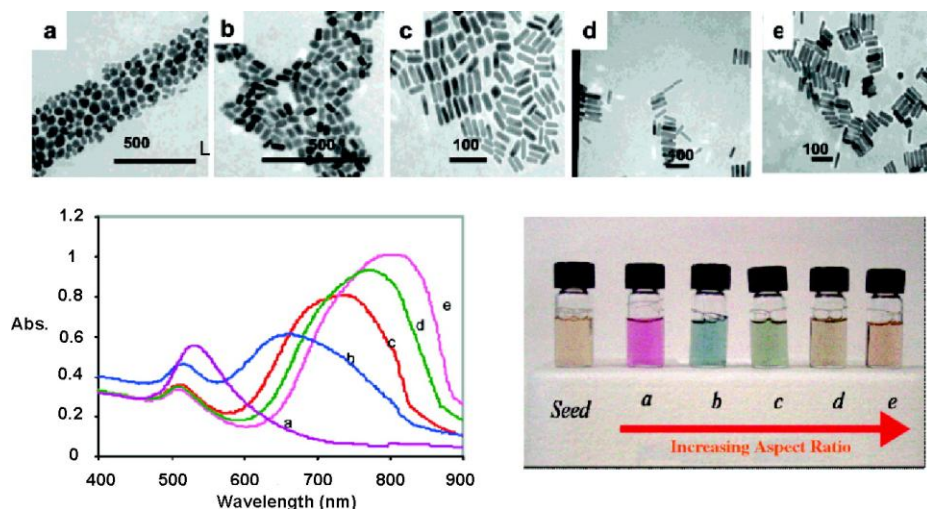 a
b
c
d
e
500
L
500
100
100
100
1.2
1
0.8
Abs.
0.6
0.4
0.2
0
400
500
600
700
800
900
Wavelength (nm)
a
b
c
d
e
Seed
a
b
c
d
e
Increasing Aspect Ratio